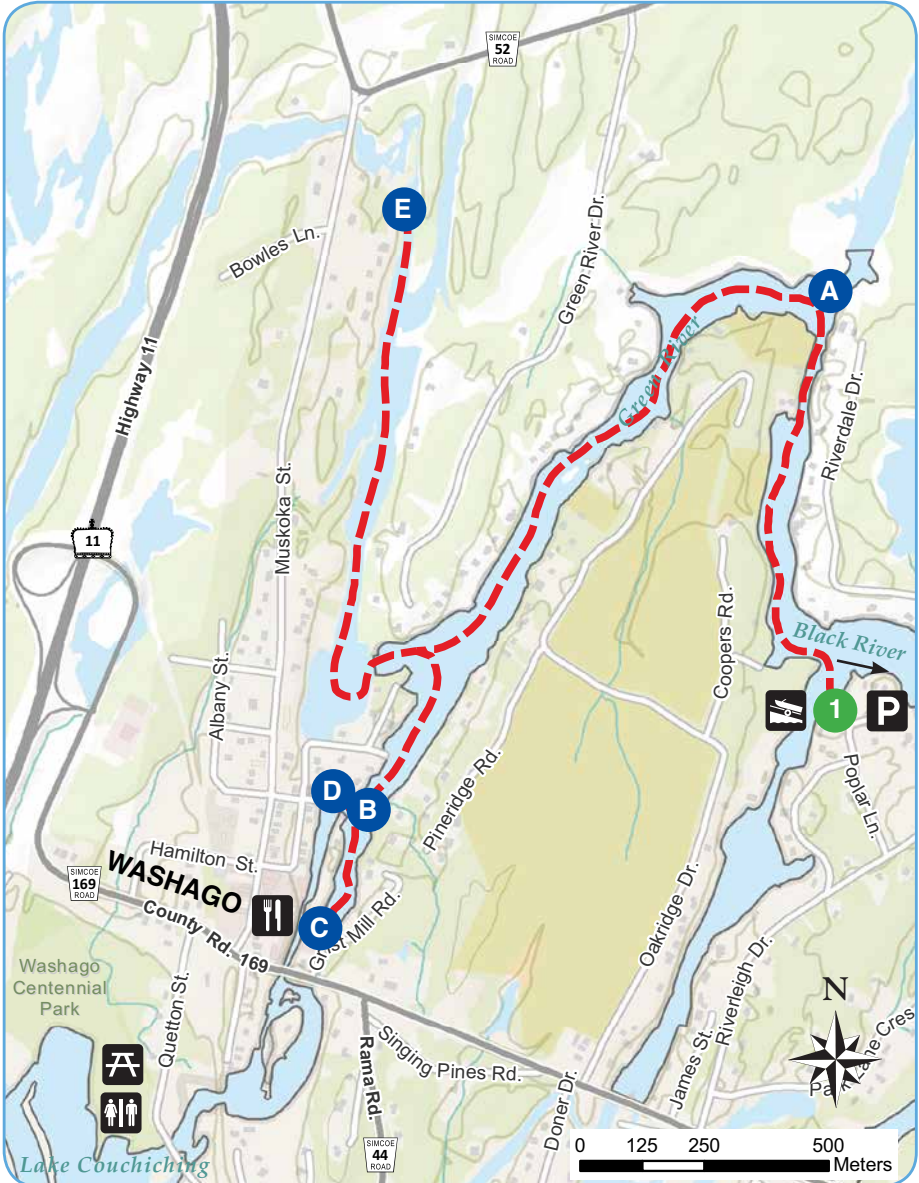 SIMCOE
52
ROAD
E
Bowles Ln.
Green River Dr.
A
Highway 11
Green River
Riverdale Dr.
Muskoka St.
11
Coopers Rd.
Black River
Albany St.
1
P
D
B
Pineridge Rd.
Poplar Ln.
Hamilton St.
SIMCOE
169
ROAD
WASHAGO
C
Grist Mill Rd.
County Rd. 169
Oakridge Dr.
Washago
Centennial
Park
Quetton St.
Riverleigh Dr.
N
Rama Rd.
Singing Pines Rd.
James St.
Doner Dr.
SIMCOE
44
ROAD
Lake Couchiching
0 125 250 500
Meters